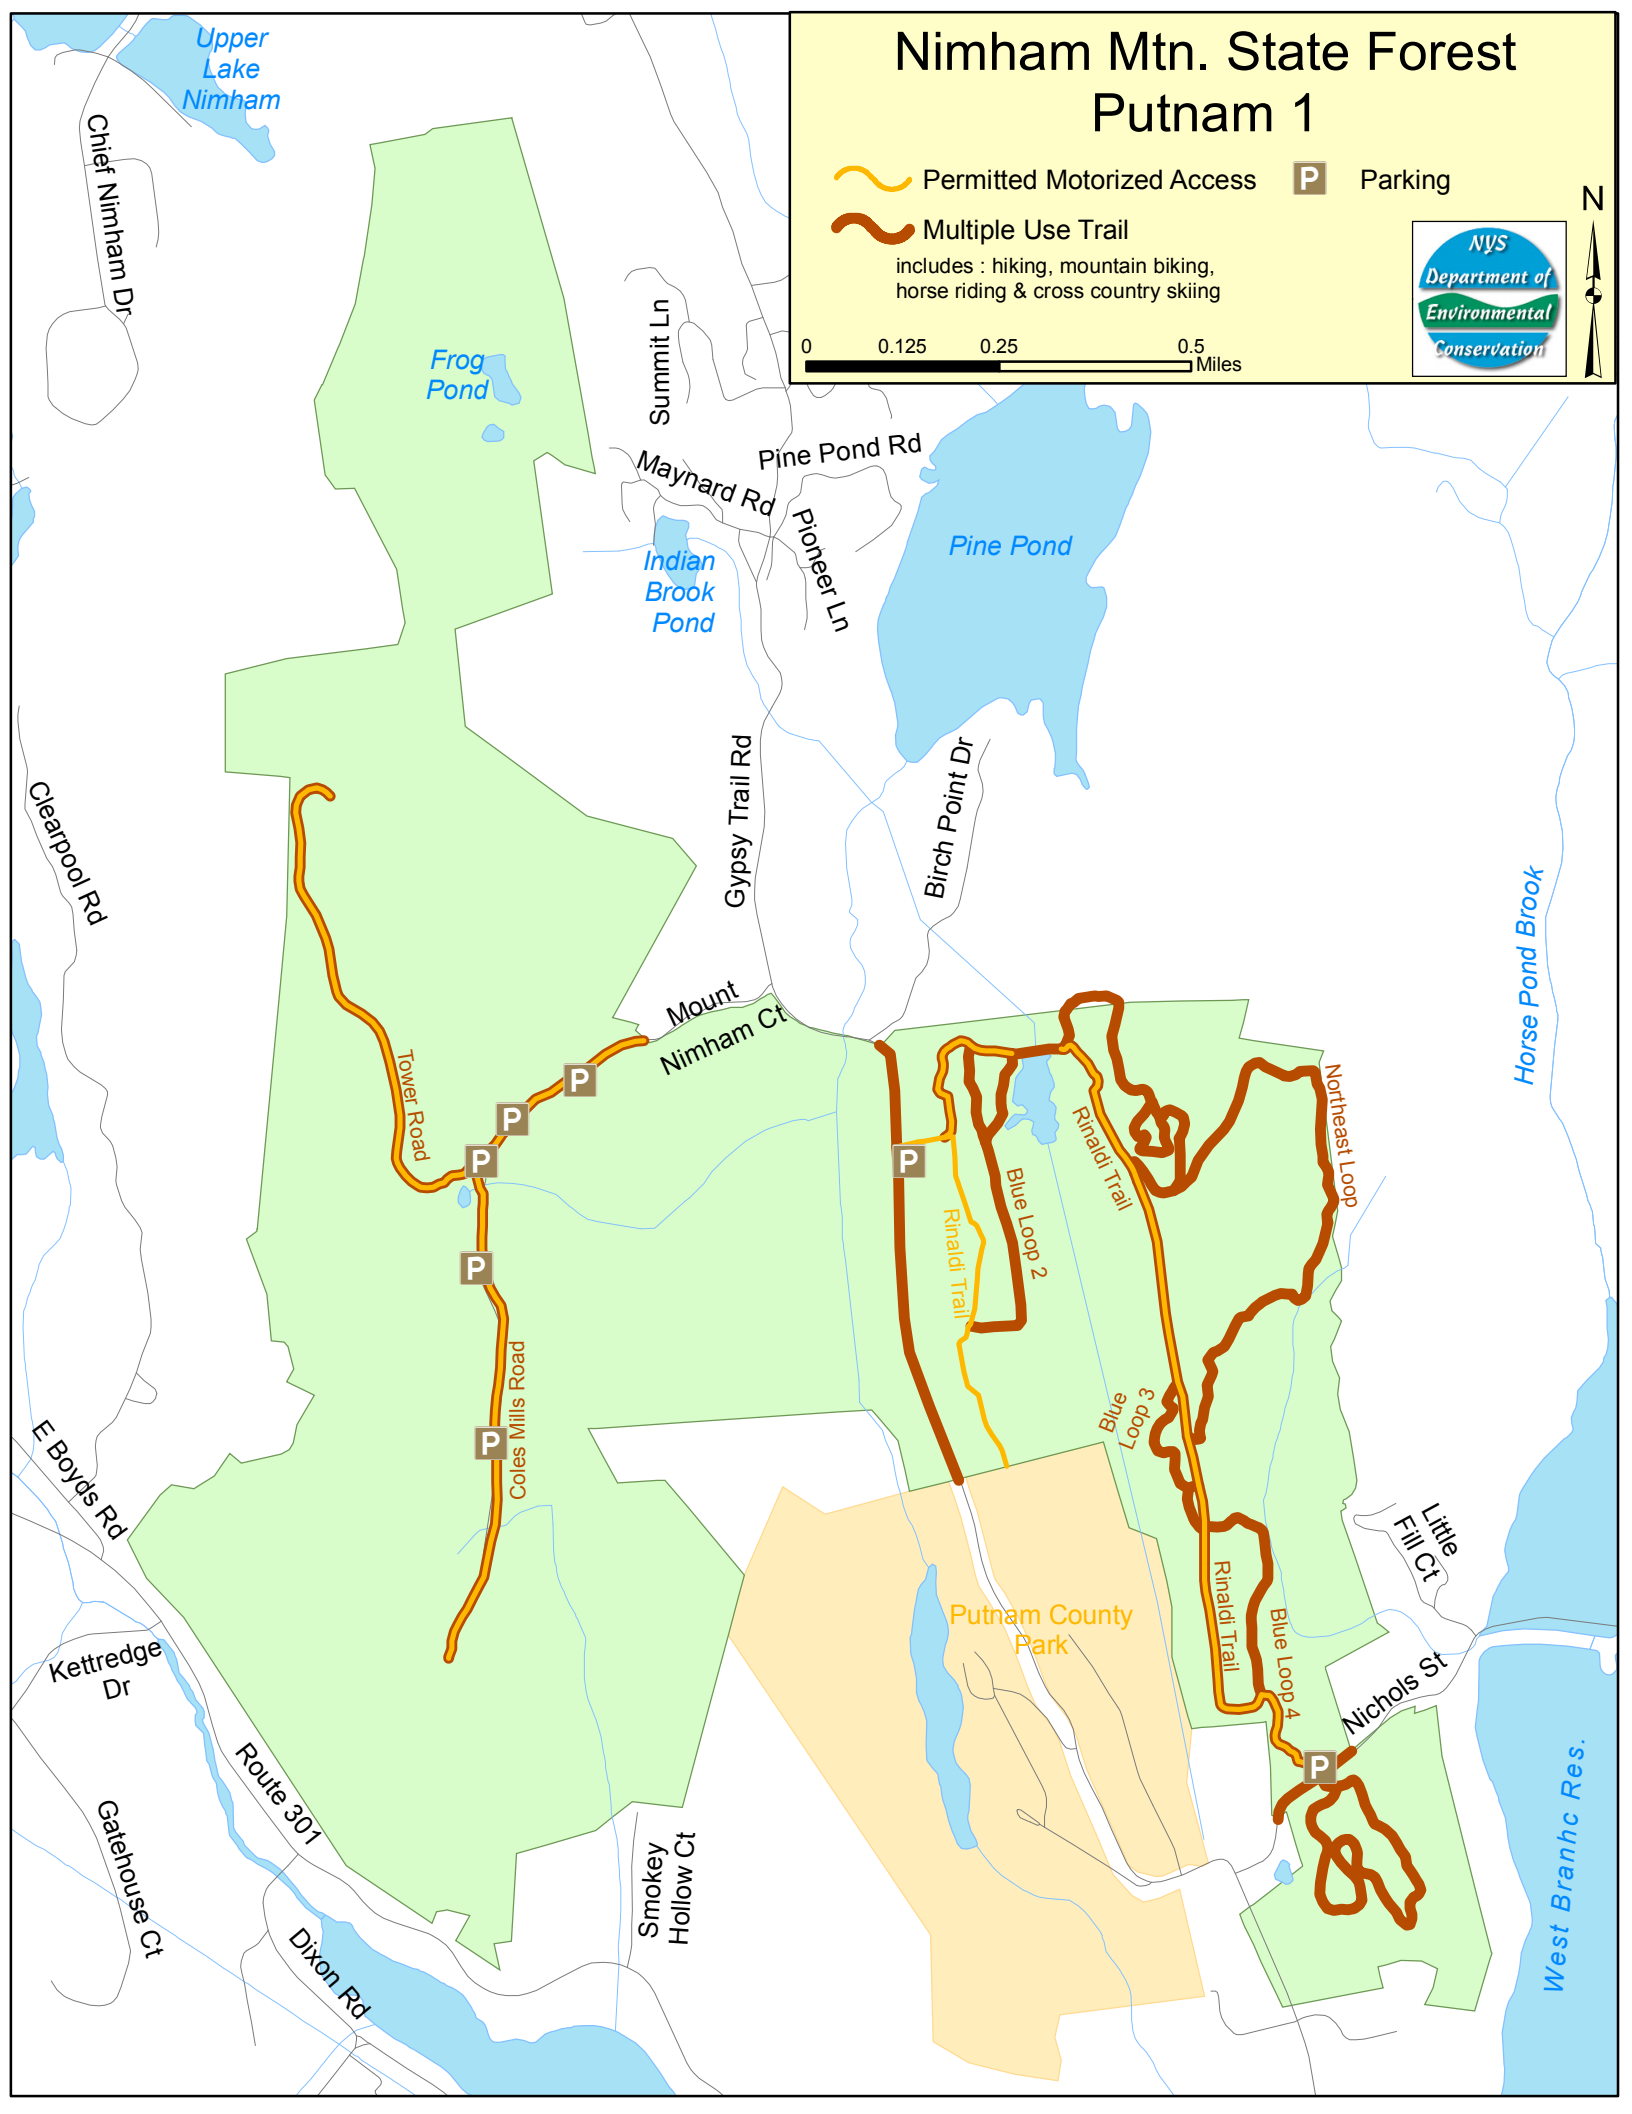 Nimham Mtn. State Forest
Putnam 1
Permitted Motorized Access
P
Parking
Multiple Use Trail
includes : hiking, mountain biking,
horse riding & cross country skiing
0 0.125 0.25 0.5
Miles
N
NYS
Department of
Environmental
Conservation
Upper
Lake
Nimham
Chief Nimham Dr
Frog
Pond
Summit Ln
Maynard Rd
Pine Pond Rd
Pioneer Ln
Pine Pond
Indian
Brook
Pond
Gypsy Trail Rd
Birch Point Dr
Clearpool Rd
Horse Pond Brook
Mount
Nimham Ct
Tower Road
P
P
P
P
P
P
Coles Mills Road
Rinaldi Trail
Blue Loop 2
Rinaldi Trail
Northeast Loop
Blue
Loop 3
E Boyds Rd
Little
Fill Ct
Rinaldi Trail
Blue Loop 4
Putnam County
Park
Kettredge
Dr
Nichols St
P
Route 301
Gatehouse Ct
Smokey
Hollow Ct
Dixon Rd
West Branhc Res.